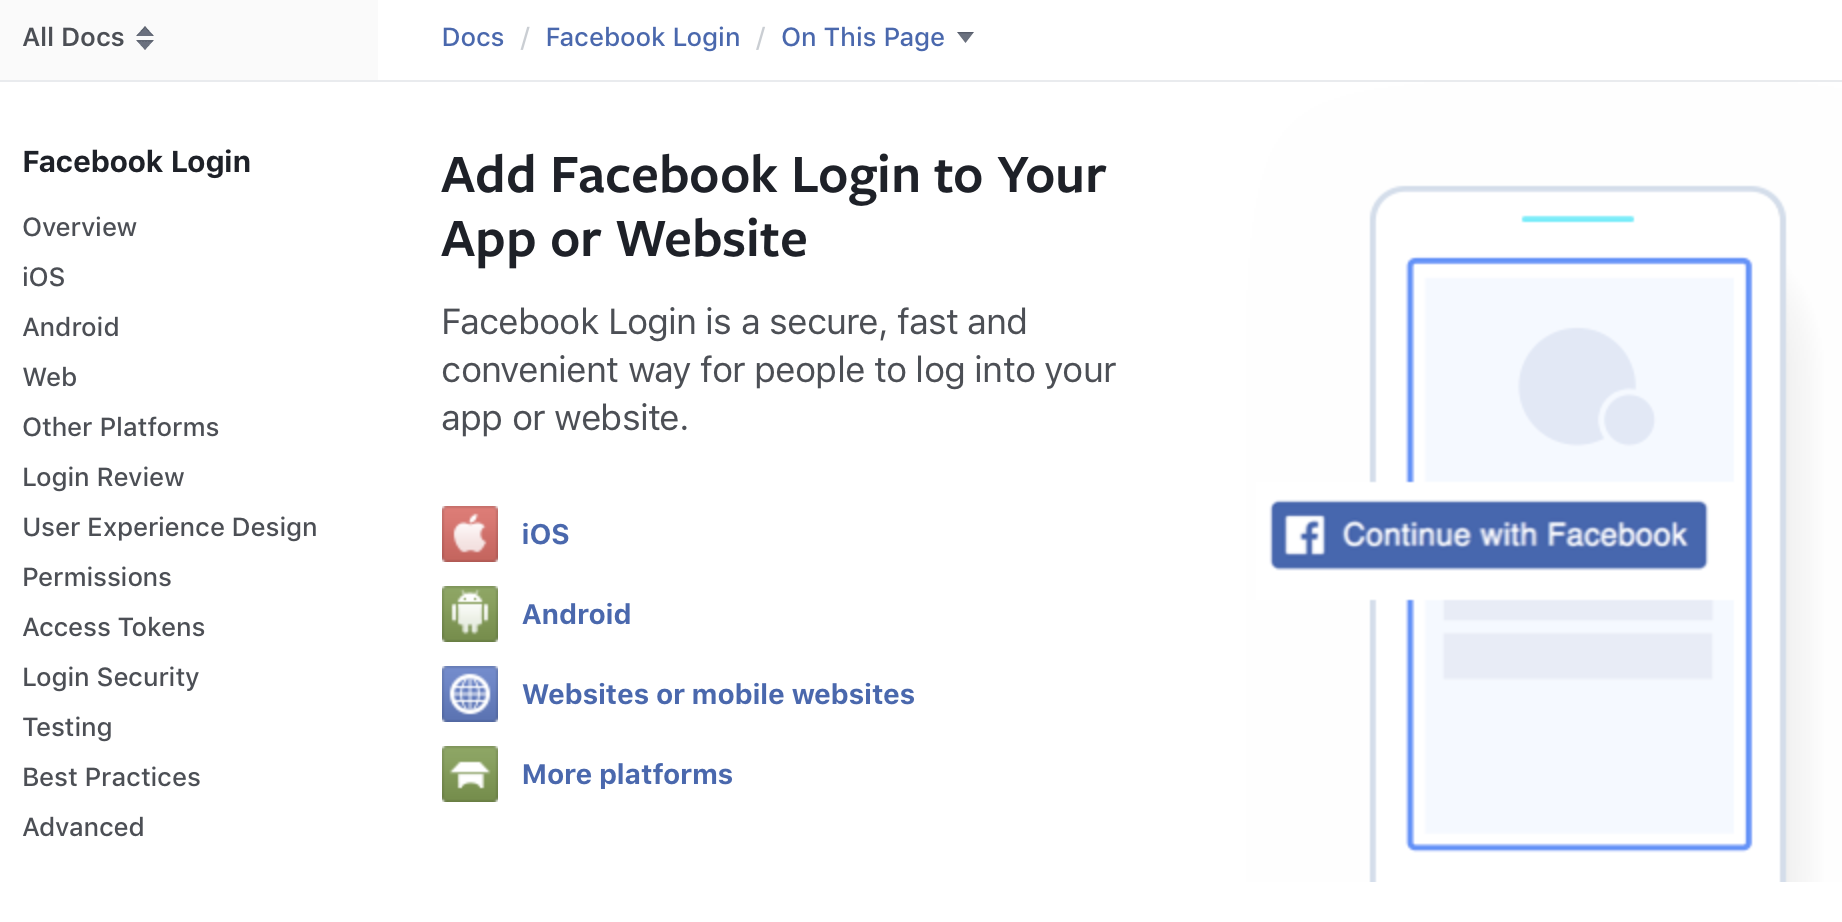 All Docs
Docs / Facebook Login / On This Page
Facebook Login
Overview
iOS
Android
Web
Other Platforms
Login Review
User Experience Design
Permissions
Access Tokens
Login Security
Testing
Best Practices
Advanced
Add Facebook Login to Your
App or Website
Facebook Login is a secure, fast and
convenient way for people to log into your
app or website.
iOS
Android
Websites or mobile websites
More platforms
Continue with Facebook